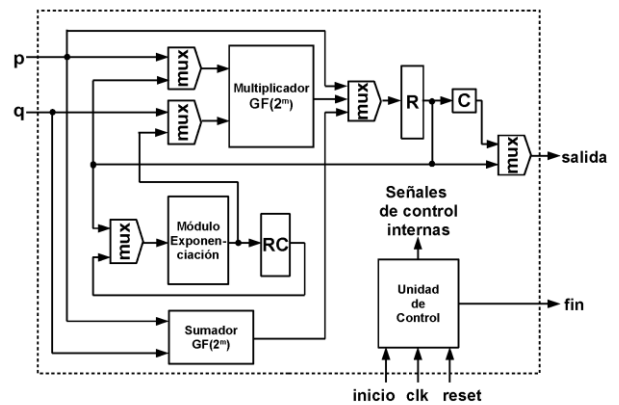 p
q
mux
mux
Multiplicador
GF(2ᵐ)
mux
R
C
mux
salida
mux
Módulo
Exponen-
ciación
RC
Sumador
GF(2ᵐ)
Señales
de control
internas
Unidad
de
Control
fin
inicio
clk
reset